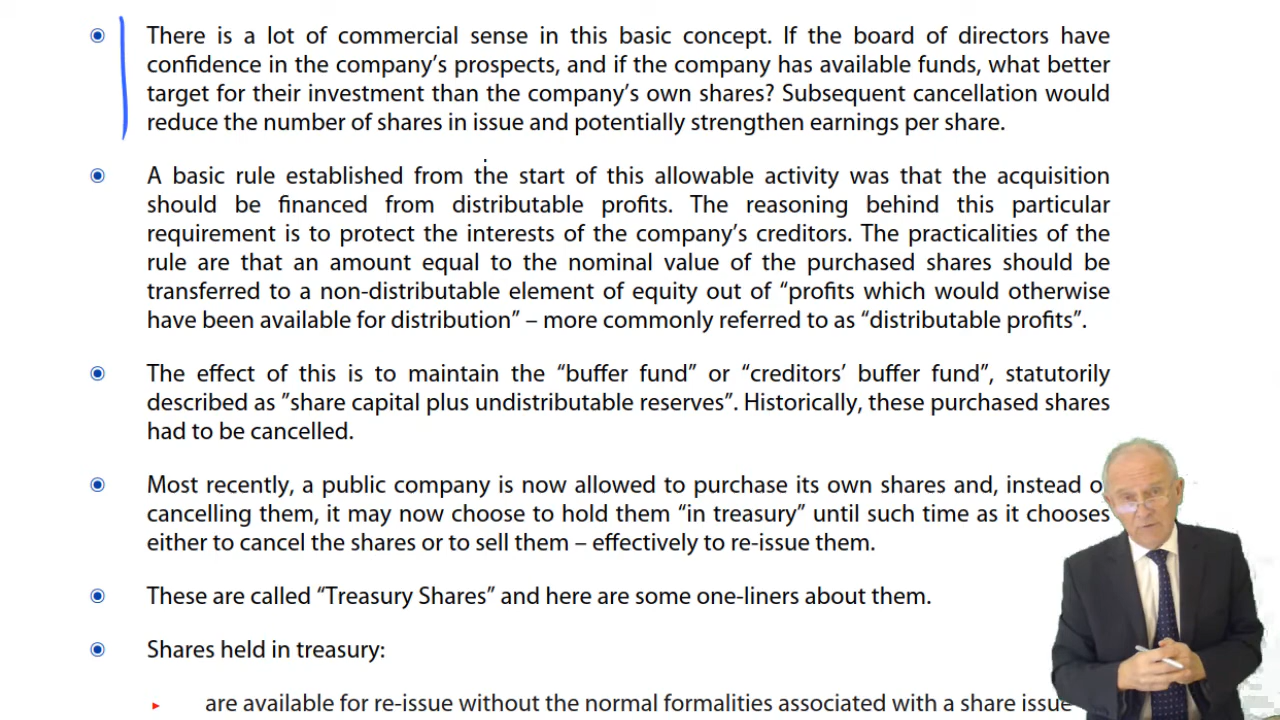 There is a lot of commercial sense in this basic concept. If the board of directors have
confidence in the company’s prospects, and if the company has available funds, what better
target for their investment than the company’s own shares? Subsequent cancellation would
reduce the number of shares in issue and potentially strengthen earnings per share.
A basic rule established from the start of this allowable activity was that the acquisition
should be financed from distributable profits. The reasoning behind this particular
requirement is to protect the interests of the company’s creditors. The practicalities of the
rule are that an amount equal to the nominal value of the purchased shares should be
transferred to a non-distributable element of equity out of “profits which would otherwise
have been available for distribution” – more commonly referred to as “distributable profits”.
The effect of this is to maintain the “buffer fund” or “creditors’ buffer fund”, statutorily
described as ”share capital plus undistributable reserves”. Historically, these purchased shares
had to be cancelled.
Most recently, a public company is now allowed to purchase its own shares and, instead o
cancelling them, it may now choose to hold them “in treasury” until such time as it chooses
either to cancel the shares or to sell them – effectively to re-issue them.
These are called “Treasury Shares” and here are some one-liners about them.
Shares held in treasury:
are available for re-issue without the normal formalities associated with a share issue